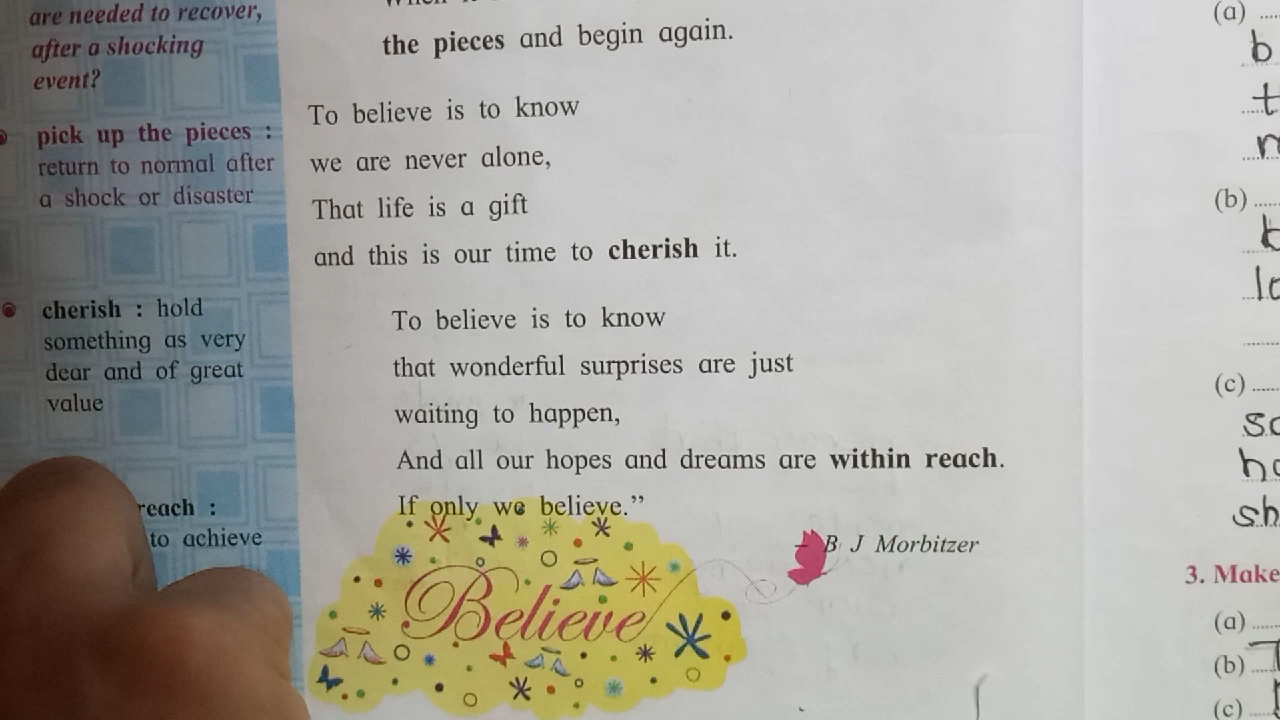 are needed to recover,
after a shocking
event?
pick up the pieces :
return to normal after
a shock or disaster
cherish : hold
something as very
dear and of great
value
reach :
to achieve
the pieces and begin again.
To believe is to know
we are never alone,
That life is a gift
and this is our time to cherish it.
To believe is to know
that wonderful surprises are just
waiting to happen,
And all our hopes and dreams are within reach.
If only we believe.”
– B J Morbitzer
Believe
(a)
b
t
(b)
(c)
3. Make
(a)
(b)
(c)